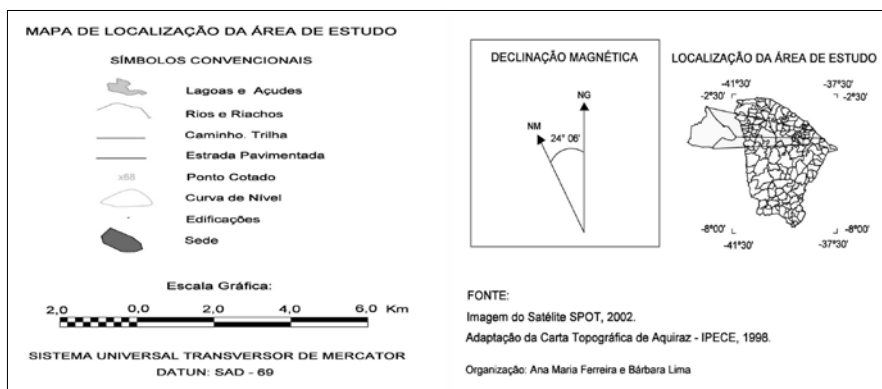 MAPA DE LOCALIZAÇÃO DA ÁREA DE ESTUDO
SÍMBOLOS CONVENCIONAIS
Lagoas e Açudes
Rios e Riachos
Caminho. Trilha
Estrada Pavimentada
x68 Ponto Cotado
Curva de Nível
Edificações
Sede
Escala Gráfica:
2,0 0,0 2,0 4,0 6,0 Km
SISTEMA UNIVERSAL TRANSVERSOR DE MERCATOR
DATUN: SAD - 69
DECLINAÇÃO MAGNÉTICA
NG
NM
24° 06'
LOCALIZAÇÃO DA ÁREA DE ESTUDO
-41°30' -37°30'
-2°30' -2°30'
-8°00' -8°00'
-41°30' -37°30'
FONTE:
Imagem do Satélite SPOT, 2002.
Adaptação da Carta Topográfica de Aquiraz - IPECE, 1998.
Organização: Ana Maria Ferreira e Bárbara Lima